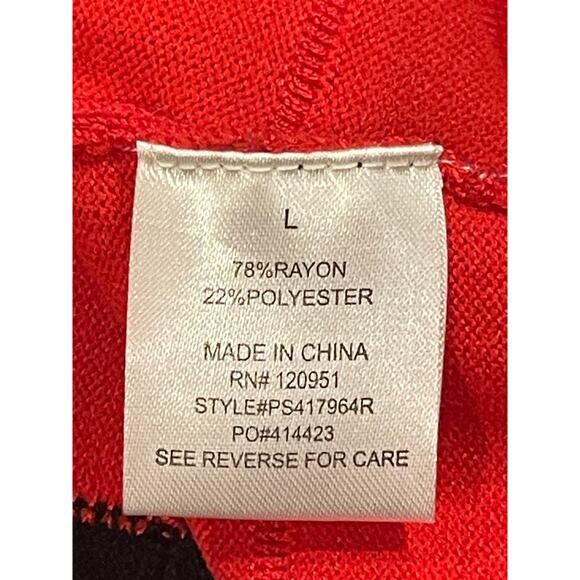 L
78%RAYON
22%POLYESTER
MADE IN CHINA
RN# 120951
STYLE#PS417964R
PO#414423
SEE REVERSE FOR CARE